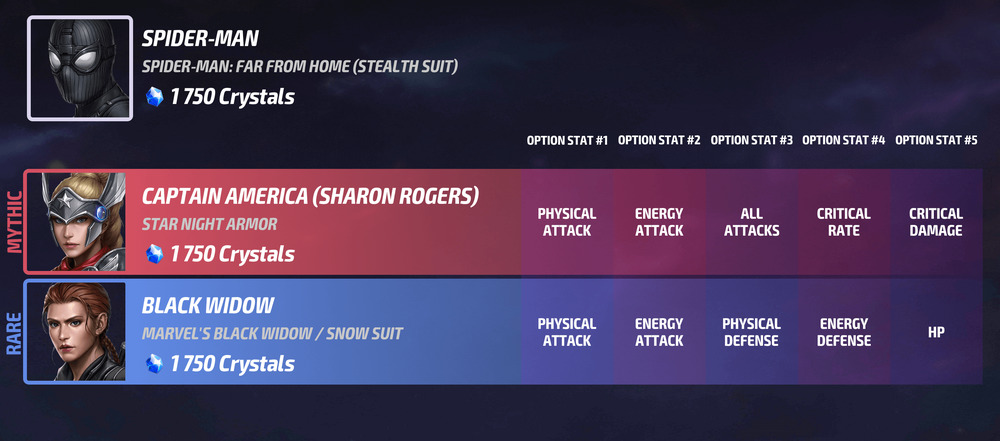 SPIDER-MAN
SPIDER-MAN: FAR FROM HOME (STEALTH SUIT)
1 750 Crystals
OPTION STAT #1 OPTION STAT #2 OPTION STAT #3 OPTION STAT #4 OPTION STAT #5
MYTHIC
CAPTAIN AMERICA (SHARON ROGERS)
STAR NIGHT ARMOR
1 750 Crystals
PHYSICAL ATTACK
ENERGY ATTACK
ALL ATTACKS
CRITICAL RATE
CRITICAL DAMAGE
RARE
BLACK WIDOW
MARVEL'S BLACK WIDOW / SNOW SUIT
1 750 Crystals
PHYSICAL ATTACK
ENERGY ATTACK
PHYSICAL DEFENSE
ENERGY DEFENSE
HP